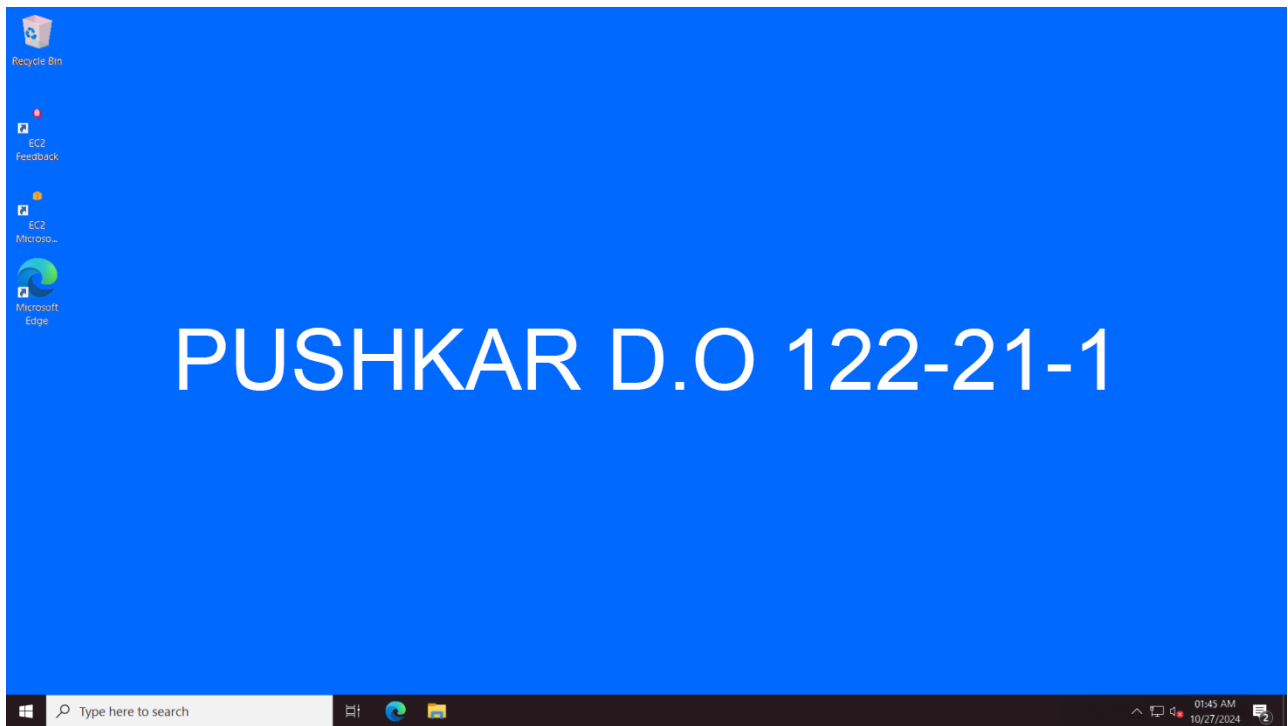 Recycle Bin
EC2
Feedback
EC2
Microso...
Microsoft
Edge
PUSHKAR D.O 122-21-1
Type here to search
01:45 AM
10/27/2024
2